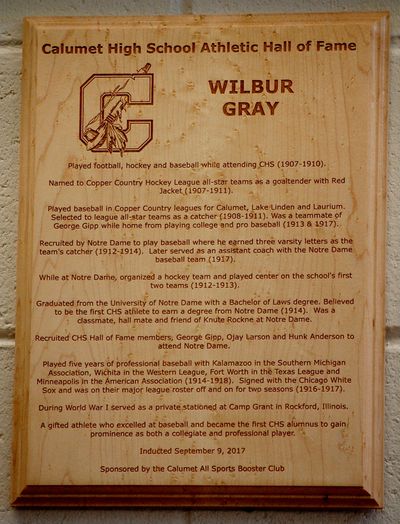 Calumet High School Athletic Hall of Fame
C
WILBUR
GRAY
Played football, hockey and baseball while attending CHS (1907-1910).
Named to Copper Country Hockey League all-star teams as a goaltender with Red
Jacket (1907-1911).
Played baseball in Copper Country leagues for Calumet, Lake Linden and Laurium.
Selected to league all-star teams as a catcher (1908-1911). Was a teammate of
George Gipp while home from playing college and pro baseball (1913 & 1917).
Recruited by Notre Dame to play baseball where he earned three varsity letters as the
team's catcher (1912-1914). Later served as an assistant coach with the Notre Dame
baseball team (1917).
While at Notre Dame, organized a hockey team and played center on the school's first
two teams (1912-1913).
Graduated from the University of Notre Dame with a Bachelor of Laws degree. Believed
to be the first CHS athlete to earn a degree from Notre Dame (1914). Was a
classmate, hall mate and friend of Knute Rockne at Notre Dame.
Recruited CHS Hall of Fame members, George Gipp, Ojay Larson and Hunk Anderson to
attend Notre Dame.
Played five years of professional baseball with Kalamazoo in the Southern Michigan
Association, Wichita in the Western League, Fort Worth in the Texas League and
Minneapolis in the American Association (1914-1918). Signed with the Chicago White
Sox and was on their major league roster off and on for two seasons (1916-1917).
During World War I served as a private stationed at Camp Grant in Rockford, Illinois.
A gifted athlete who excelled at baseball and became the first CHS alumnus to gain
prominence as both a collegiate and professional player.
Inducted September 9, 2017
Sponsored by the Calumet All Sports Booster Club